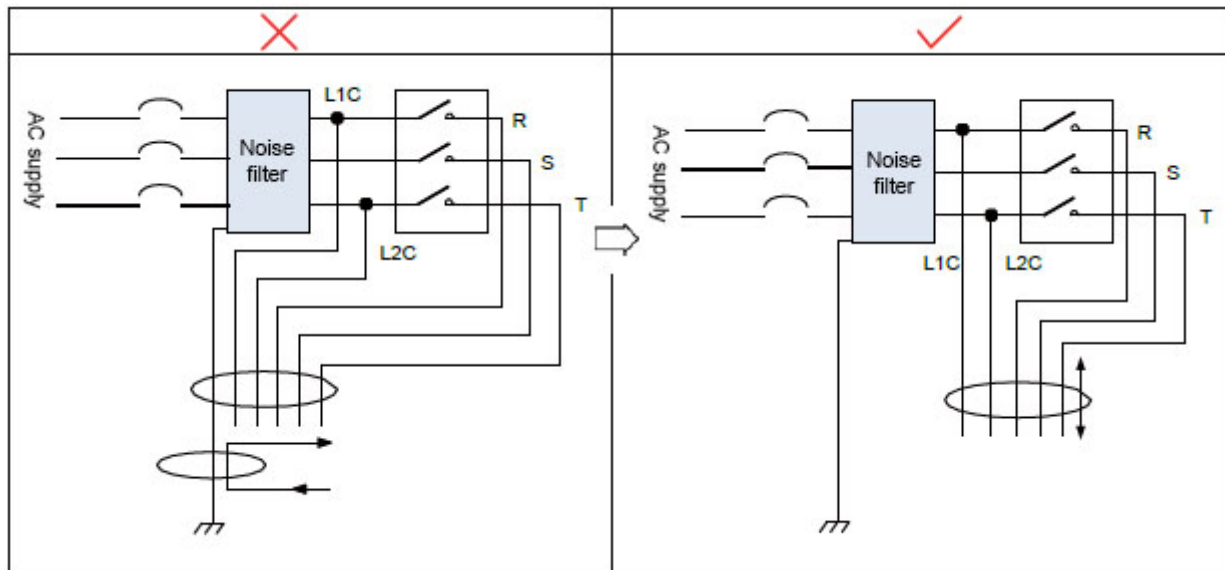 L1C
AC supply
Noise
filter
R
S
T
L2C
AC supply
Noise
filter
R
S
T
L1C
L2C